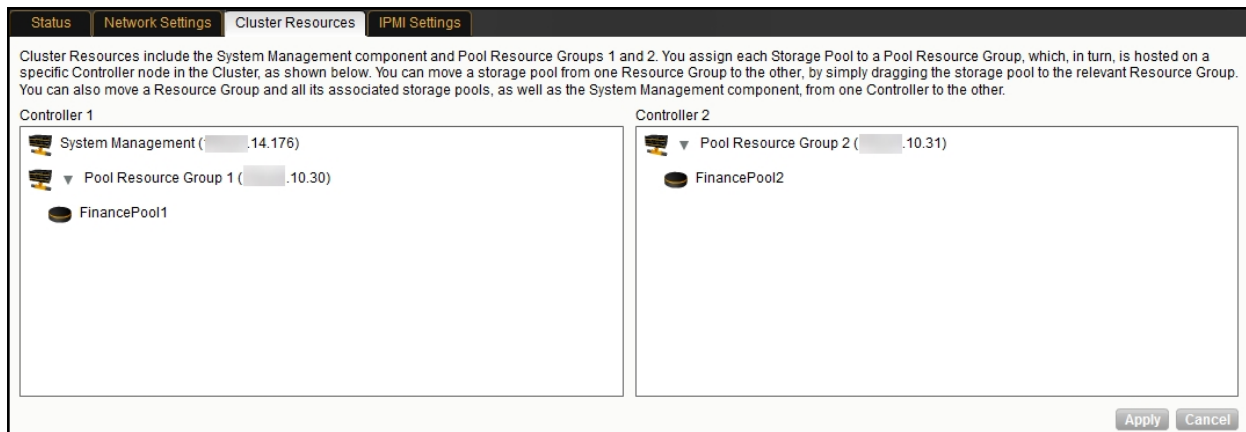 Status Network Settings Cluster Resources IPMI Settings
Cluster Resources include the System Management component and Pool Resource Groups 1 and 2. You assign each Storage Pool to a Pool Resource Group, which, in turn, is hosted on a
specific Controller node in the Cluster, as shown below. You can move a storage pool from one Resource Group to the other, by simply dragging the storage pool to the relevant Resource Group.
You can also move a Resource Group and all its associated storage pools, as well as the System Management component, from one Controller to the other.
Controller 1
System Management ( .14.176)
Pool Resource Group 1 ( .10.30)
FinancePool1
Controller 2
Pool Resource Group 2 ( .10.31)
FinancePool2
Apply Cancel